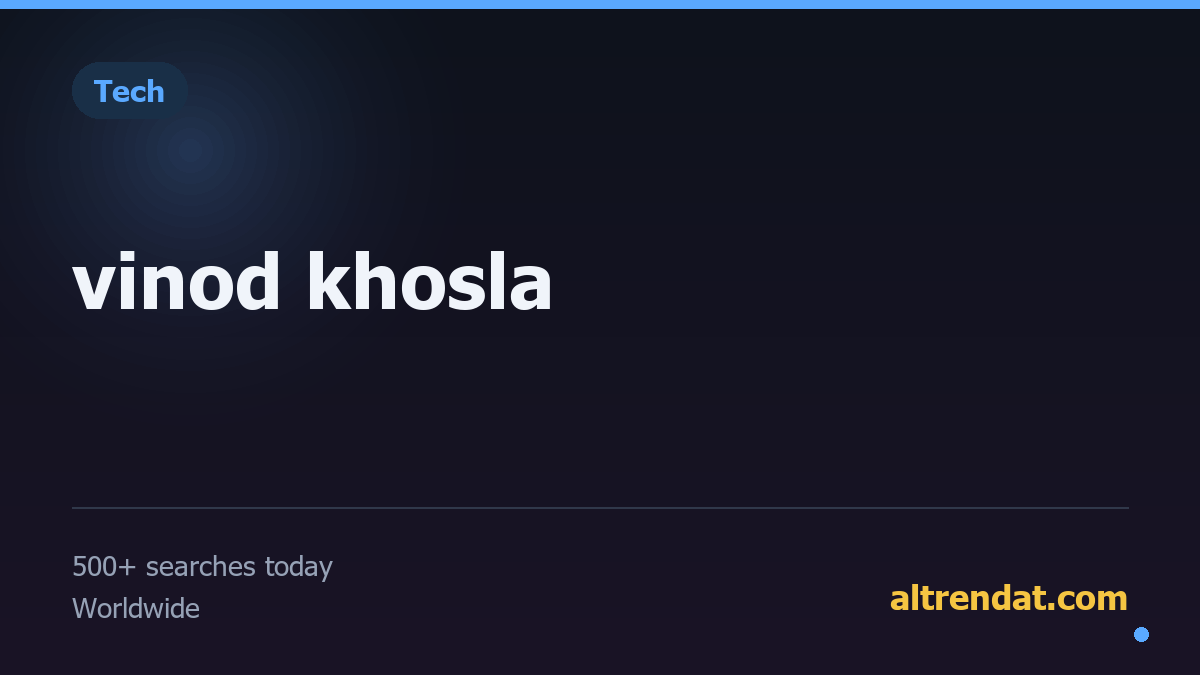 Tech
vinod khosla
500+ searches today
Worldwide
altrendat.com